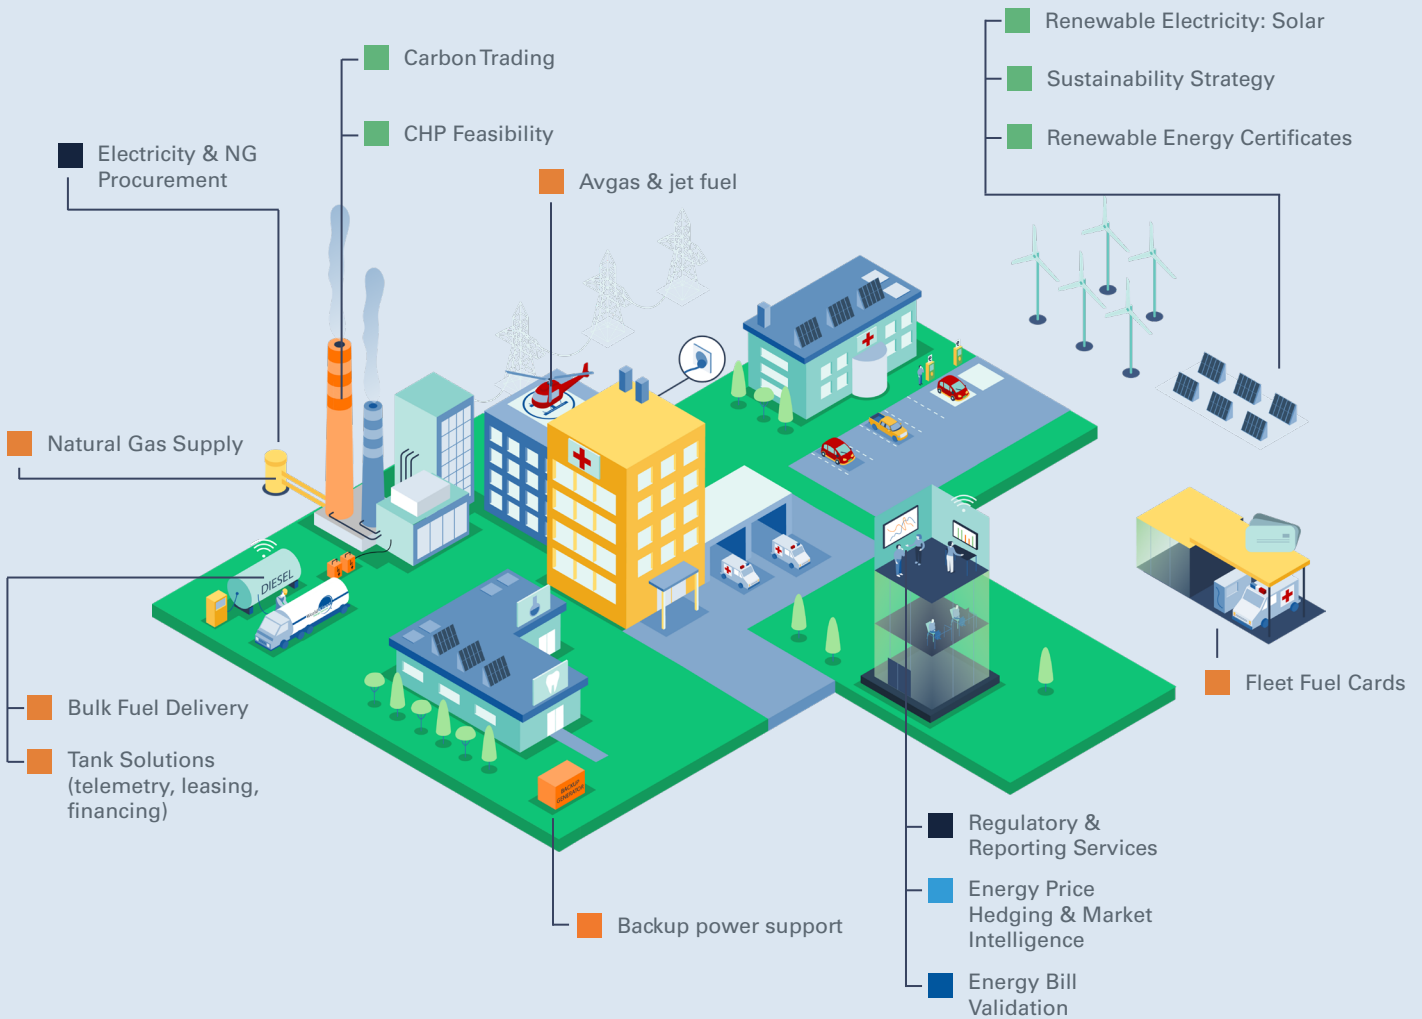 Renewable Electricity: Solar
Carbon Trading
Sustainability Strategy
CHP Feasibility
Renewable Energy Certificates
Electricity & NG
Procurement
Avgas & jet fuel
Natural Gas Supply
DIESEL
Fleet Fuel Cards
Bulk Fuel Delivery
Tank Solutions
(telemetry, leasing,
financing)
BACKUP
GENERATOR
Regulatory &
Reporting Services
Energy Price
Hedging & Market
Intelligence
Backup power support
Energy Bill
Validation